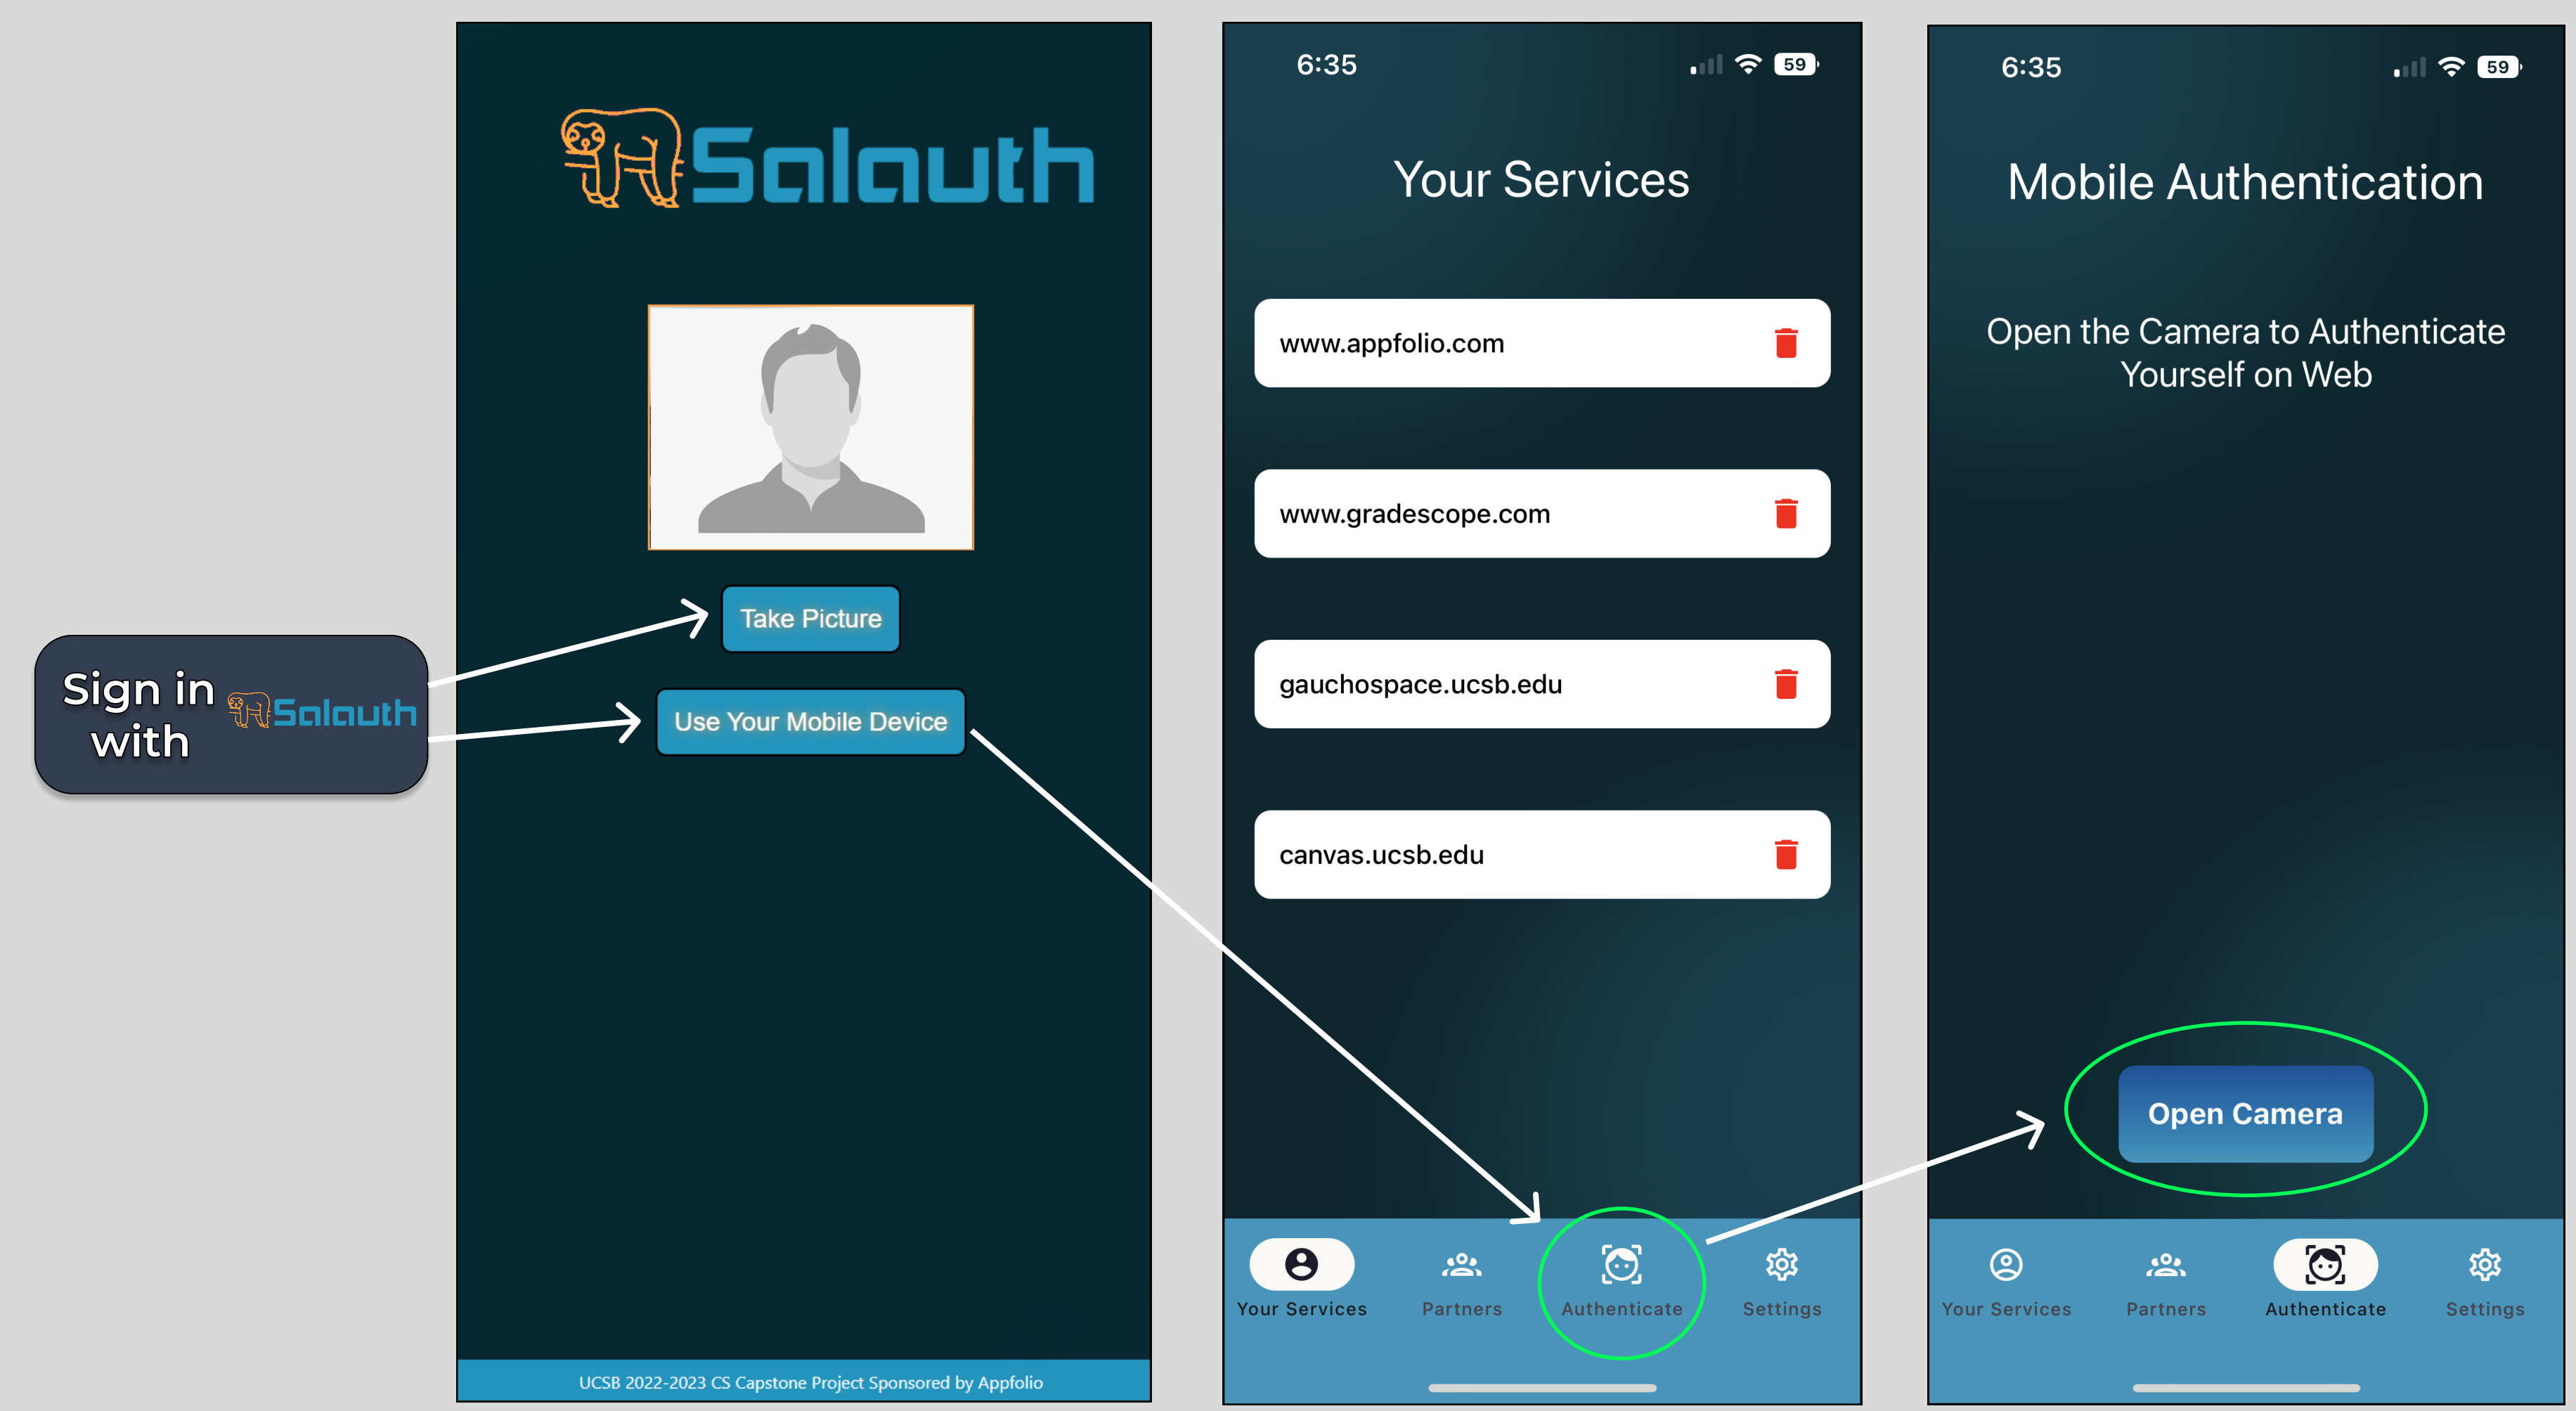 Sign in
with
Salauth
Salauth
Take Picture
Use Your Mobile Device
UCSB 2022-2023 CS Capstone Project Sponsored by Appfolio
6:35
59
Your Services
www.appfolio.com
www.gradescope.com
gauchospace.ucsb.edu
canvas.ucsb.edu
Your Services
Partners
Authenticate
Settings
6:35
59
Mobile Authentication
Open the Camera to Authenticate
Yourself on Web
Open Camera
Your Services
Partners
Authenticate
Settings